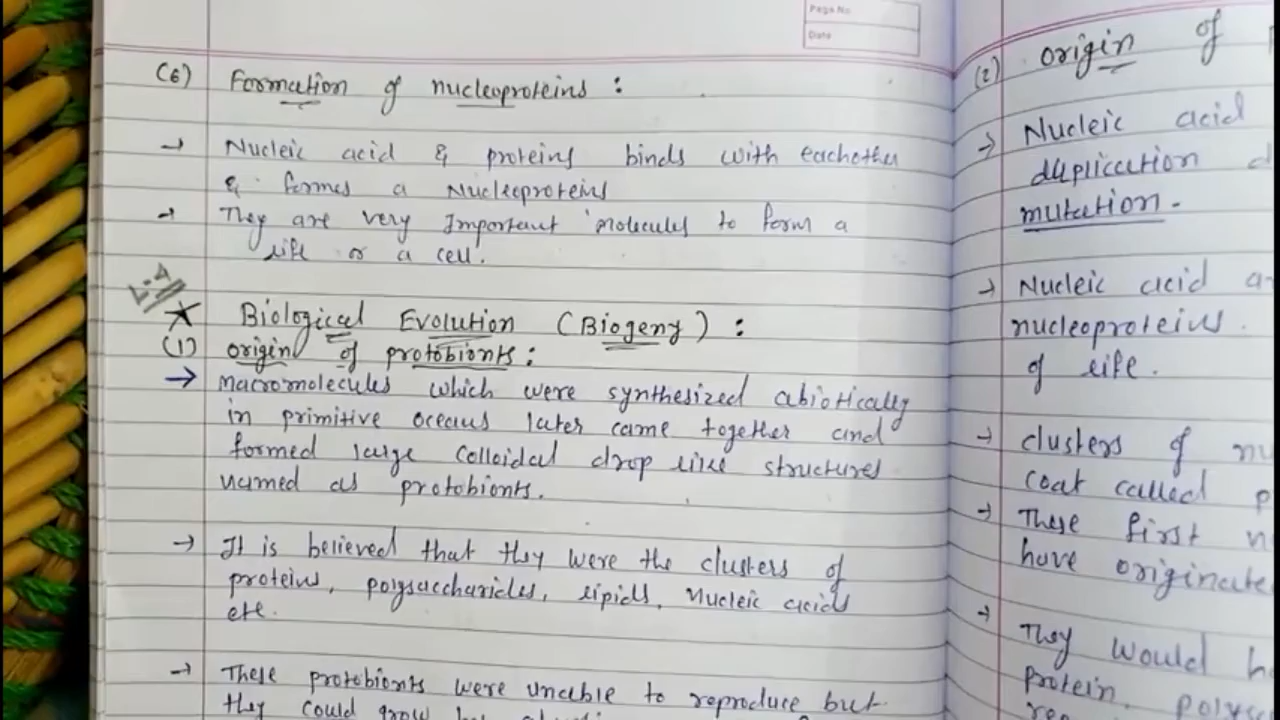 Page No
Date
(6) Formation of nucleoproteins :
→ Nucleic acid & proteins binds with eachother
& formes a Nucleoproteins
→ They are very Important molecules to form a
life or a cell.
Biological Evolution (Biogeny) :
(1) origin of protobionts :
→ Macromolecules which were synthesized abiotically
in primitive oceans later came together and
formed large colloidal drop like structures
named as protobionts.
→ It is believed that they were the clusters of
proteins, polysaccharides, lipids, Nucleic acids
etc.
→ These protobionts were unable to reproduce but
they could grow
(2) origin of
→ Nucleic acid
duplication
mutation.
→ Nucleic acid
nucleoproteins.
of life.
→ clusters of
coat called
→ These first
have
→ They would
protein,